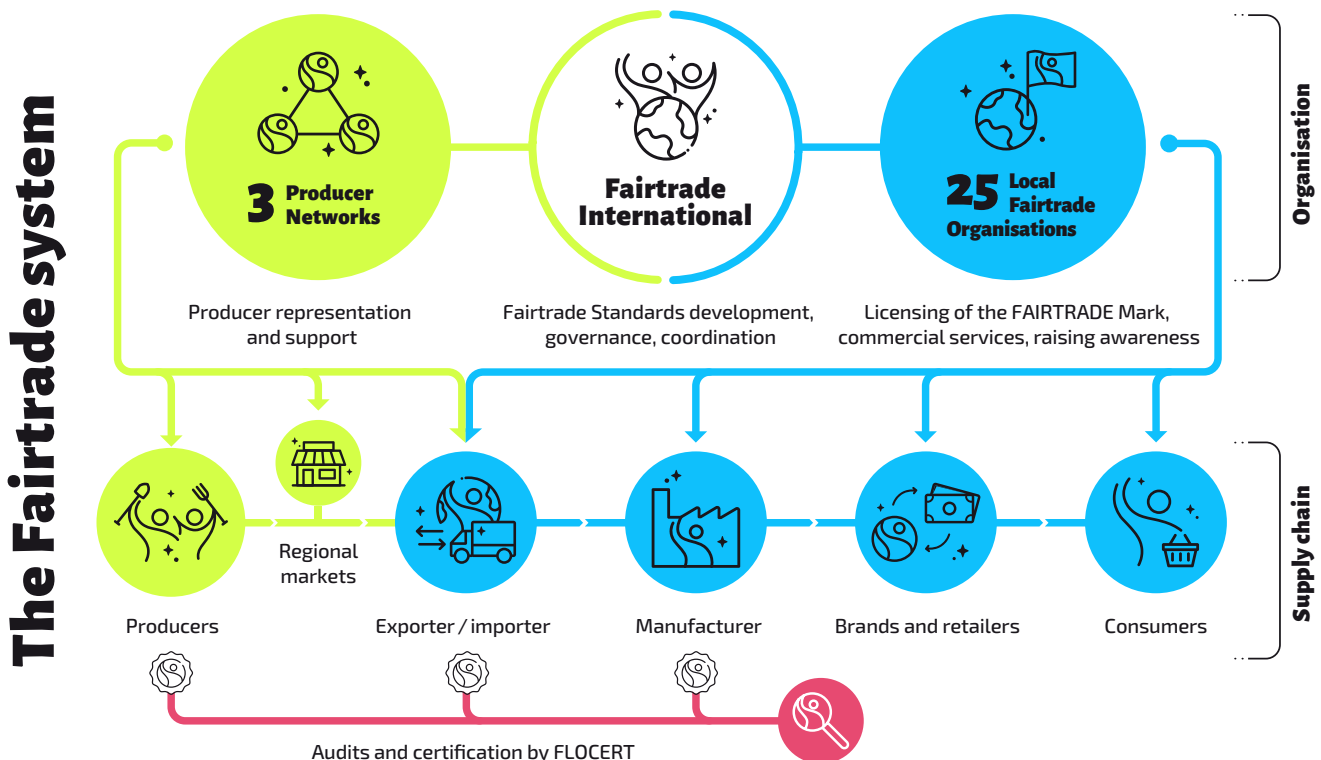 The Fairtrade system
3 Producer
Networks
Fairtrade
International
25 Local
Fairtrade
Organisations
Organisation
Producer representation
and support
Fairtrade Standards development,
governance, coordination
Licensing of the FAIRTRADE Mark,
commercial services, raising awareness
Regional
markets
Producers
Exporter / importer
Manufacturer
Brands and retailers
Consumers
Supply chain
Audits and certification by FLOCERT